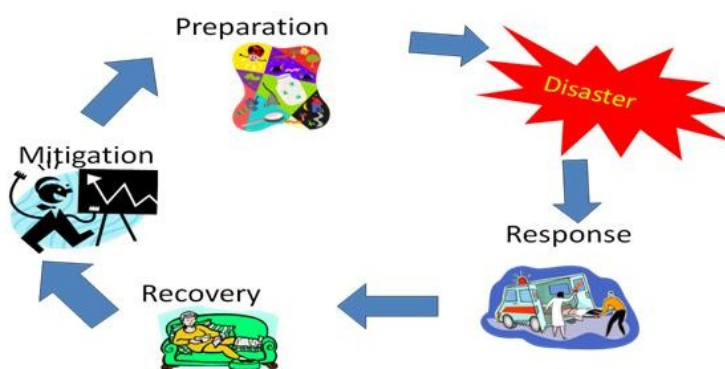 Preparation
Disaster
Mitigation
Response
Recovery